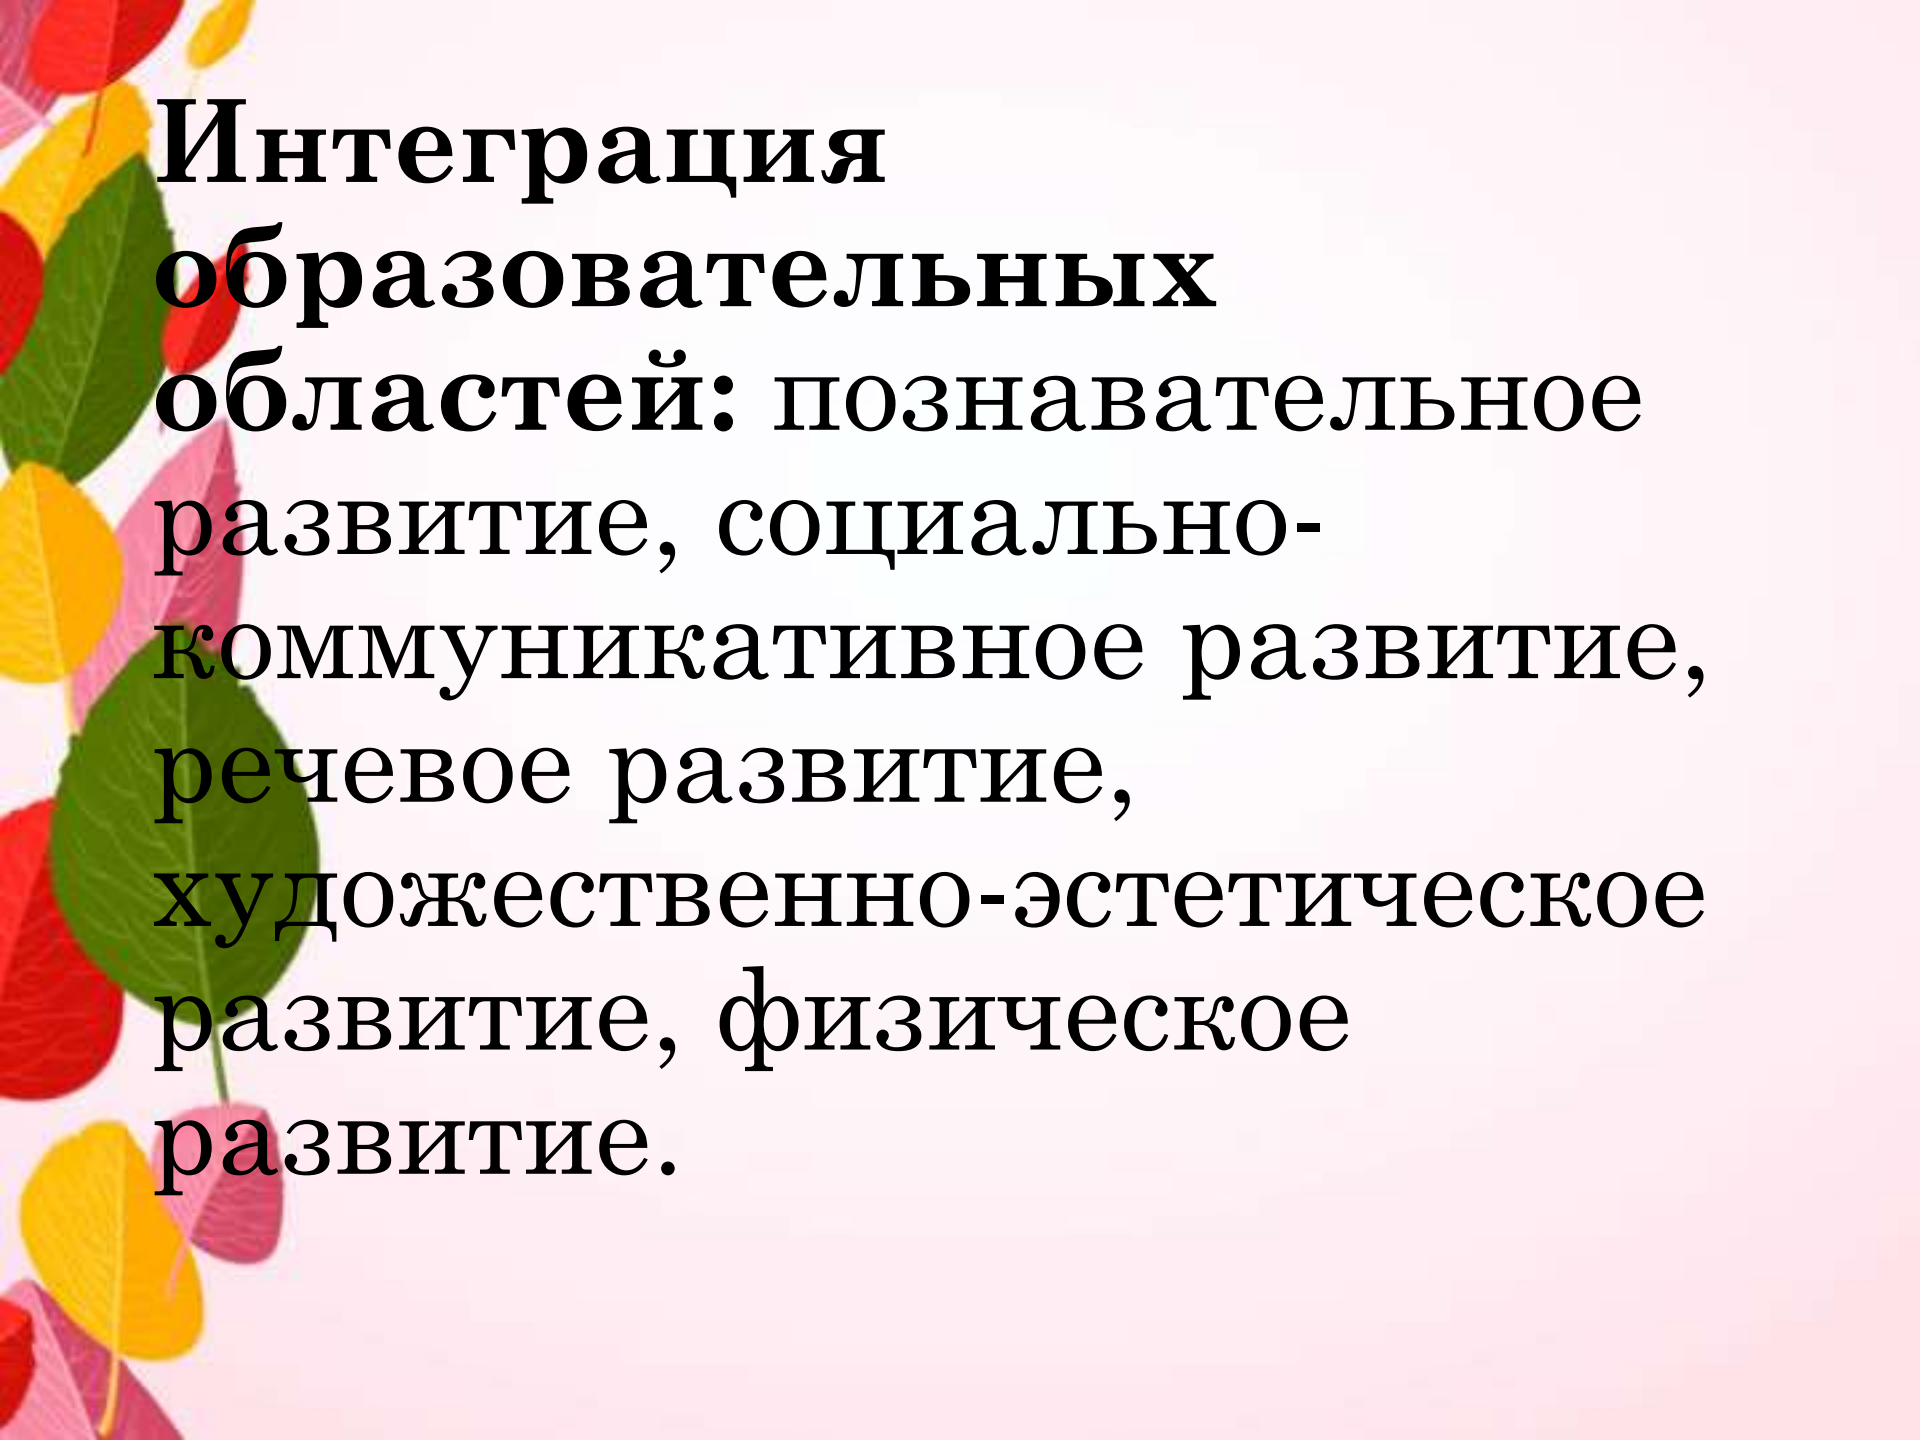 Интеграция
образовательных
областей: познавательное
развитие, социально-
коммуникативное развитие,
речевое развитие,
художественно-эстетическое
развитие, физическое
развитие.